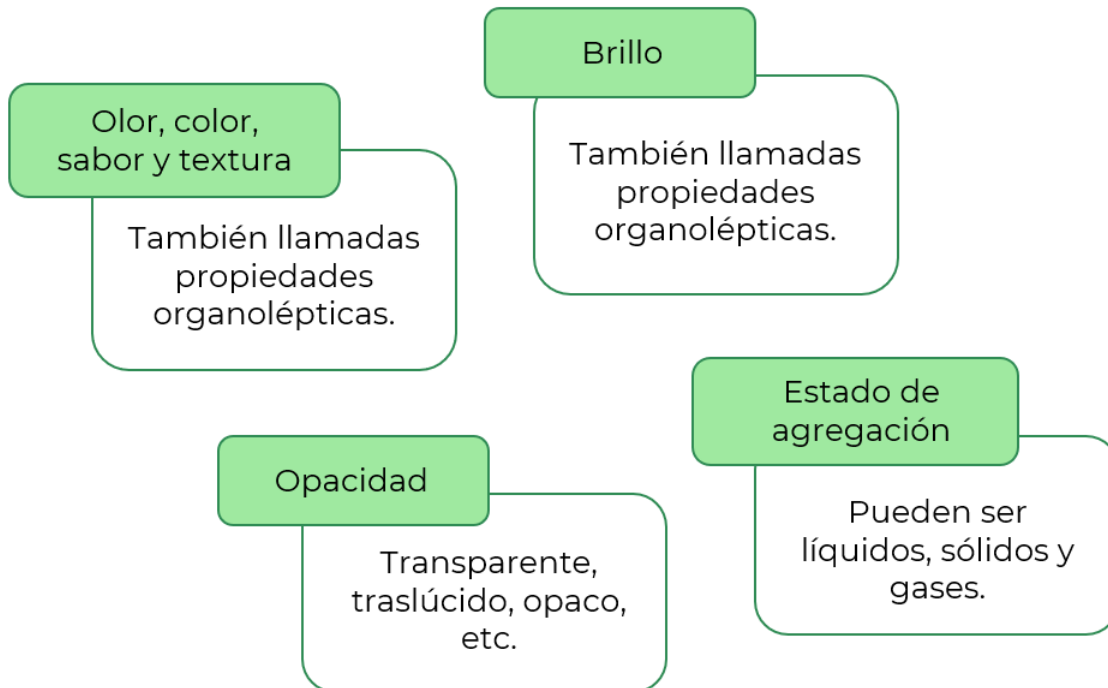 Brillo
También llamadas
propiedades
organolépticas.
Olor, color,
sabor y textura
También llamadas
propiedades
organolépticas.
Estado de
agregación
Pueden ser
líquidos, sólidos y
gases.
Opacidad
Transparente,
traslúcido, opaco,
etc.